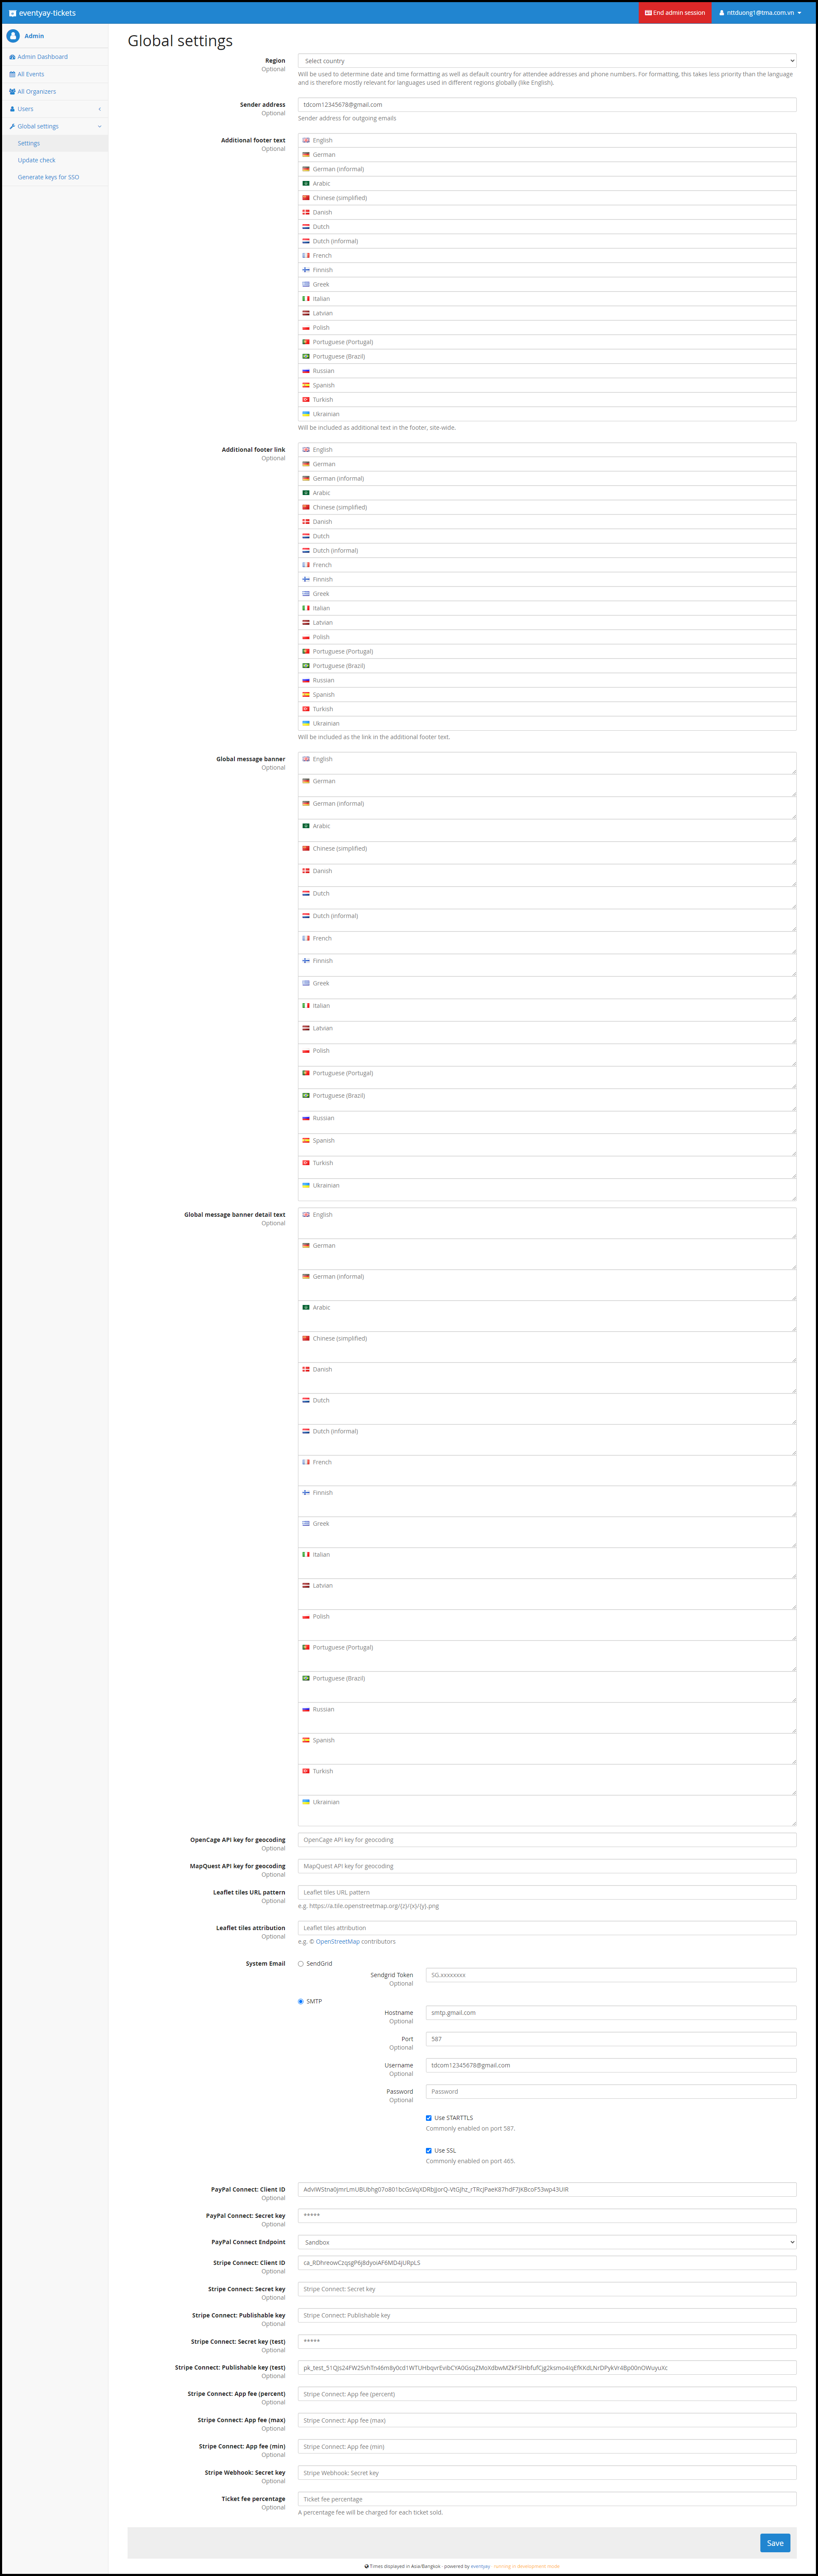 eventyay-tickets
End admin session
nttduong1@tma.com.vn
Admin
Admin Dashboard
All Events
All Organizers
Users
Global settings
Settings
Update check
Generate keys for SSO
Global settings
Region
Optional
Select country
Will be used to determine date and time formatting as well as default country for attendee addresses and phone numbers. For formatting, this takes less priority than the language
and is therefore mostly relevant for languages used in different regions globally (like English).
Sender address
Optional
tdcom12345678@gmail.com
Sender address for outgoing emails
Additional footer text
Optional
English
German
German (informal)
Arabic
Chinese (simplified)
Danish
Dutch
Dutch (informal)
French
Finnish
Greek
Italian
Latvian
Polish
Portuguese (Portugal)
Portuguese (Brazil)
Russian
Spanish
Turkish
Ukrainian
Will be included as additional text in the footer, site-wide.
Additional footer link
Optional
English
German
German (informal)
Arabic
Chinese (simplified)
Danish
Dutch
Dutch (informal)
French
Finnish
Greek
Italian
Latvian
Polish
Portuguese (Portugal)
Portuguese (Brazil)
Russian
Spanish
Turkish
Ukrainian
Will be included as the link in the additional footer text.
Global message banner
Optional
English
German
German (informal)
Arabic
Chinese (simplified)
Danish
Dutch
Dutch (informal)
French
Finnish
Greek
Italian
Latvian
Polish
Portuguese (Portugal)
Portuguese (Brazil)
Russian
Spanish
Turkish
Ukrainian
Global message banner detail text
Optional
English
German
German (informal)
Arabic
Chinese (simplified)
Danish
Dutch
Dutch (informal)
French
Finnish
Greek
Italian
Latvian
Polish
Portuguese (Portugal)
Portuguese (Brazil)
Russian
Spanish
Turkish
Ukrainian
OpenCage API key for geocoding
Optional
OpenCage API key for geocoding
MapQuest API key for geocoding
Optional
MapQuest API key for geocoding
Leaflet tiles URL pattern
Optional
Leaflet tiles URL pattern
e.g. https://a.tile.openstreetmap.org/{z}/{x}/{y}.png
Leaflet tiles attribution
Optional
Leaflet tiles attribution
e.g. © OpenStreetMap contributors
System Email
SendGrid
Sendgrid Token
Optional
SG.xxxxxxxx
SMTP
Hostname
Optional
smtp.gmail.com
Port
Optional
587
Username
Optional
tdcom12345678@gmail.com
Password
Optional
Password
Use STARTTLS
Commonly enabled on port 587.
Use SSL
Commonly enabled on port 465.
PayPal Connect: Client ID
Optional
PayPal Connect: Secret key
Optional
*****
PayPal Connect Endpoint
Sandbox
Stripe Connect: Client ID
Optional
Stripe Connect: Secret key
Optional
Stripe Connect: Secret key
Stripe Connect: Publishable key
Optional
Stripe Connect: Publishable key
Stripe Connect: Secret key (test)
Optional
*****
Stripe Connect: Publishable key (test)
Optional
Stripe Connect: App fee (percent)
Optional
Stripe Connect: App fee (percent)
Stripe Connect: App fee (max)
Optional
Stripe Connect: App fee (max)
Stripe Connect: App fee (min)
Optional
Stripe Connect: App fee (min)
Stripe Webhook: Secret key
Optional
Stripe Webhook: Secret key
Ticket fee percentage
Optional
Ticket fee percentage
A percentage fee will be charged for each ticket sold.
Save
Times displayed in Asia/Bangkok · powered by eventyay · running in development mode